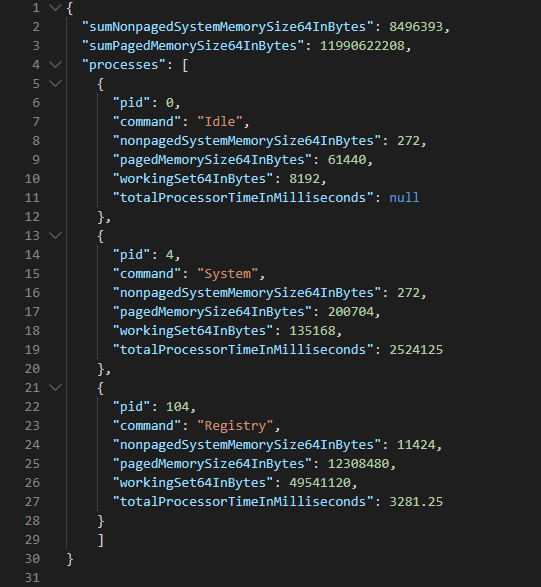 1 {
2 "sumNonpagedSystemMemorySize64InBytes": 8496393,
3 "sumPagedMemorySize64InBytes": 11990622208,
4 "processes": [
5 {
6 "pid": 0,
7 "command": "Idle",
8 "nonpagedSystemMemorySize64InBytes": 272,
9 "pagedMemorySize64InBytes": 61440,
10 "workingSet64InBytes": 8192,
11 "totalProcessorTimeInMilliseconds": null
12 },
13 {
14 "pid": 4,
15 "command": "System",
16 "nonpagedSystemMemorySize64InBytes": 272,
17 "pagedMemorySize64InBytes": 200704,
18 "workingSet64InBytes": 135168,
19 "totalProcessorTimeInMilliseconds": 2524125
20 },
21 {
22 "pid": 104,
23 "command": "Registry",
24 "nonpagedSystemMemorySize64InBytes": 11424,
25 "pagedMemorySize64InBytes": 12308480,
26 "workingSet64InBytes": 49541120,
27 "totalProcessorTimeInMilliseconds": 3281.25
28 }
29 ]
30 }
31